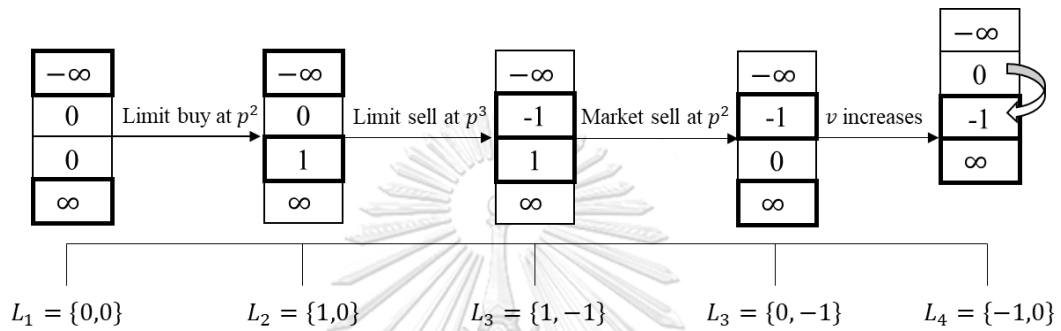 −∞
0
0
∞
Limit buy at p²
−∞
0
1
∞
Limit sell at p³
−∞
-1
1
∞
Market sell at p²
−∞
-1
0
∞
v increases
−∞
0
-1
∞
L₁ = {0,0}
L₂ = {1,0}
L₃ = {1, −1}
L₃ = {0, −1}
L₄ = {−1,0}